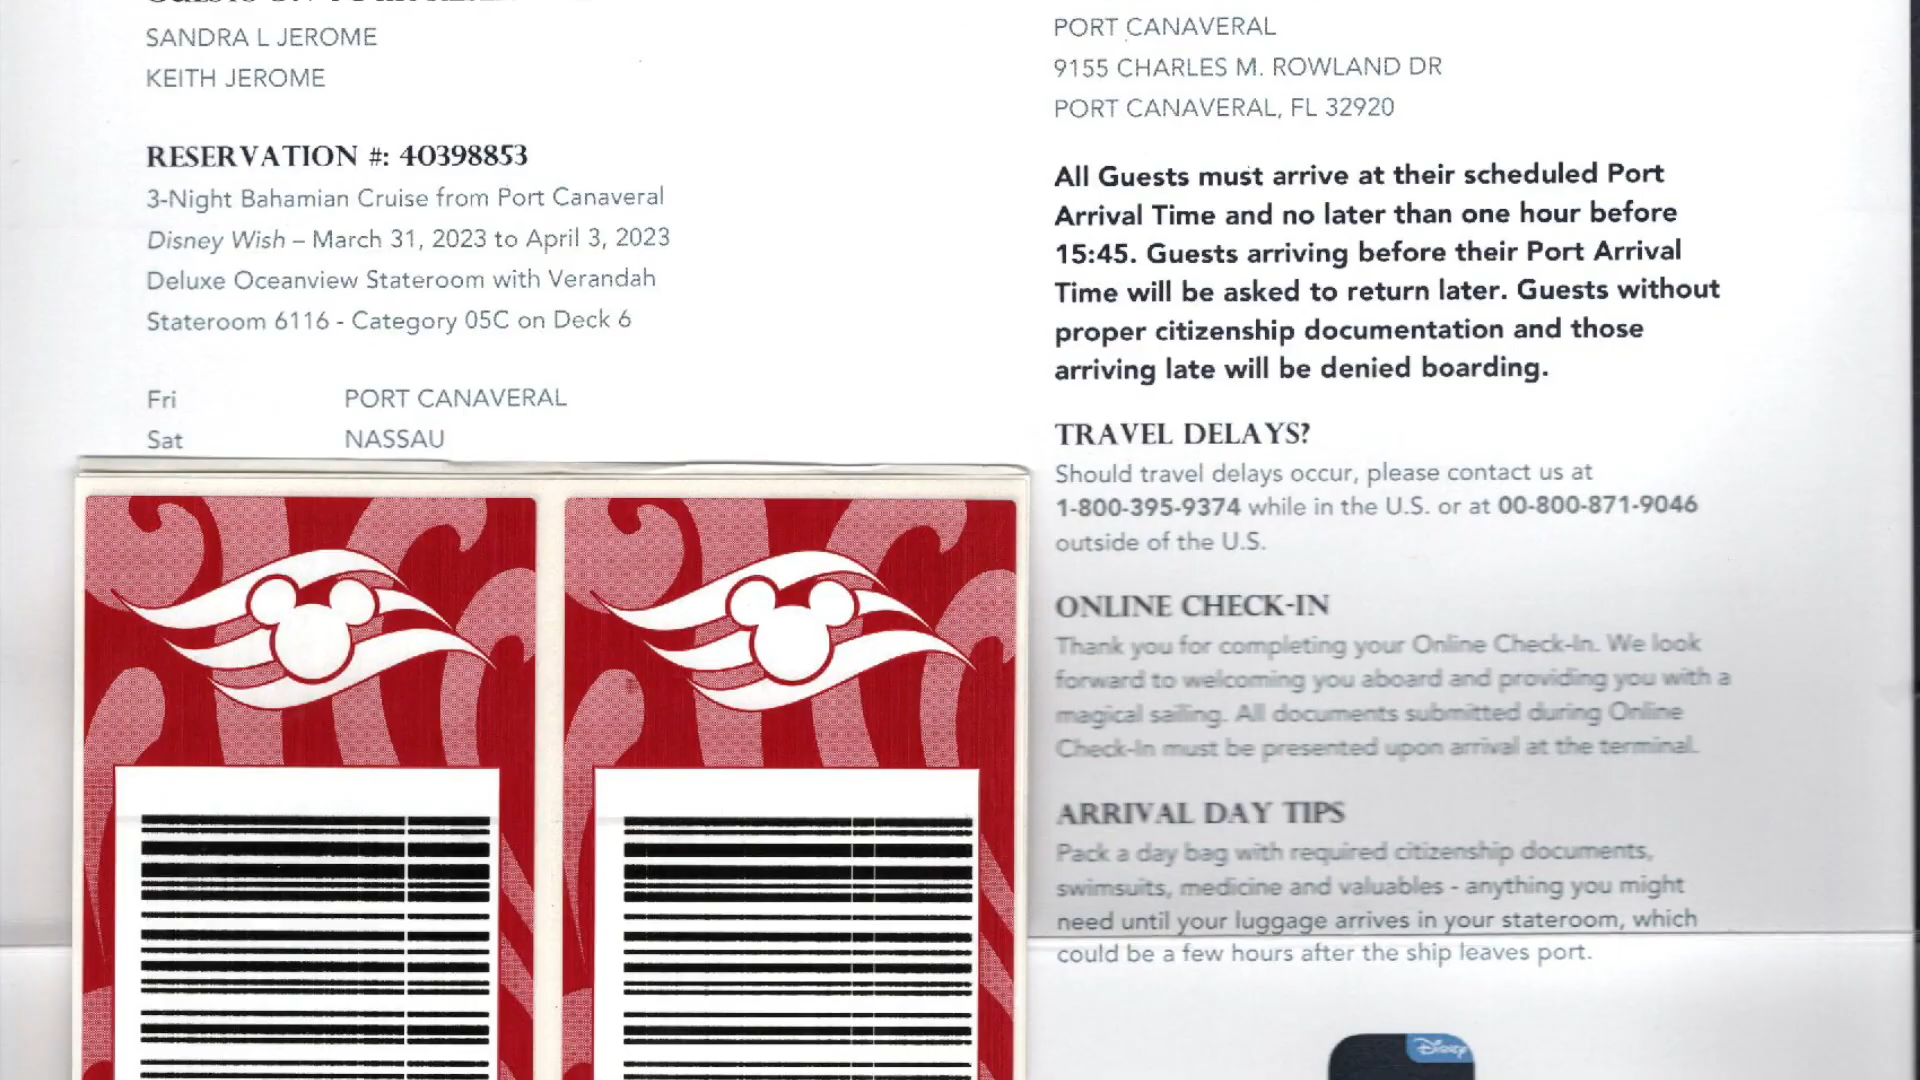 SANDRA L JEROME
KEITH JEROME
RESERVATION #: 40398853
3-Night Bahamian Cruise from Port Canaveral
Disney Wish – March 31, 2023 to April 3, 2023
Deluxe Oceanview Stateroom with Verandah
Stateroom 6116 - Category 05C on Deck 6
Fri PORT CANAVERAL
Sat NASSAU
PORT CANAVERAL
9155 CHARLES M. ROWLAND DR
PORT CANAVERAL, FL 32920
All Guests must arrive at their scheduled Port
Arrival Time and no later than one hour before
15:45. Guests arriving before their Port Arrival
Time will be asked to return later. Guests without
proper citizenship documentation and those
arriving late will be denied boarding.
TRAVEL DELAYS?
Should travel delays occur, please contact us at
1-800-395-9374 while in the U.S. or at 00-800-871-9046
outside of the U.S.
ONLINE CHECK-IN
Thank you for completing your Online Check-In. We look
forward to welcoming you aboard and providing you with a
magical sailing. All documents submitted during Online
Check-In must be presented upon arrival at the terminal.
ARRIVAL DAY TIPS
Pack a day bag with required citizenship documents,
swimsuits, medicine and valuables - anything you might
need until your luggage arrives in your stateroom, which
could be a few hours after the ship leaves port.
Disney